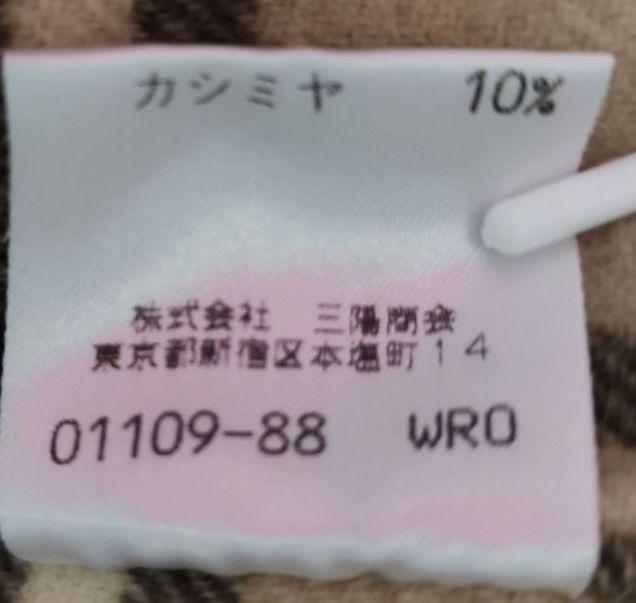 カシミヤ 10%
株式会社 三陽商会
東京都新宿区本塩町14
01109-88 WRO